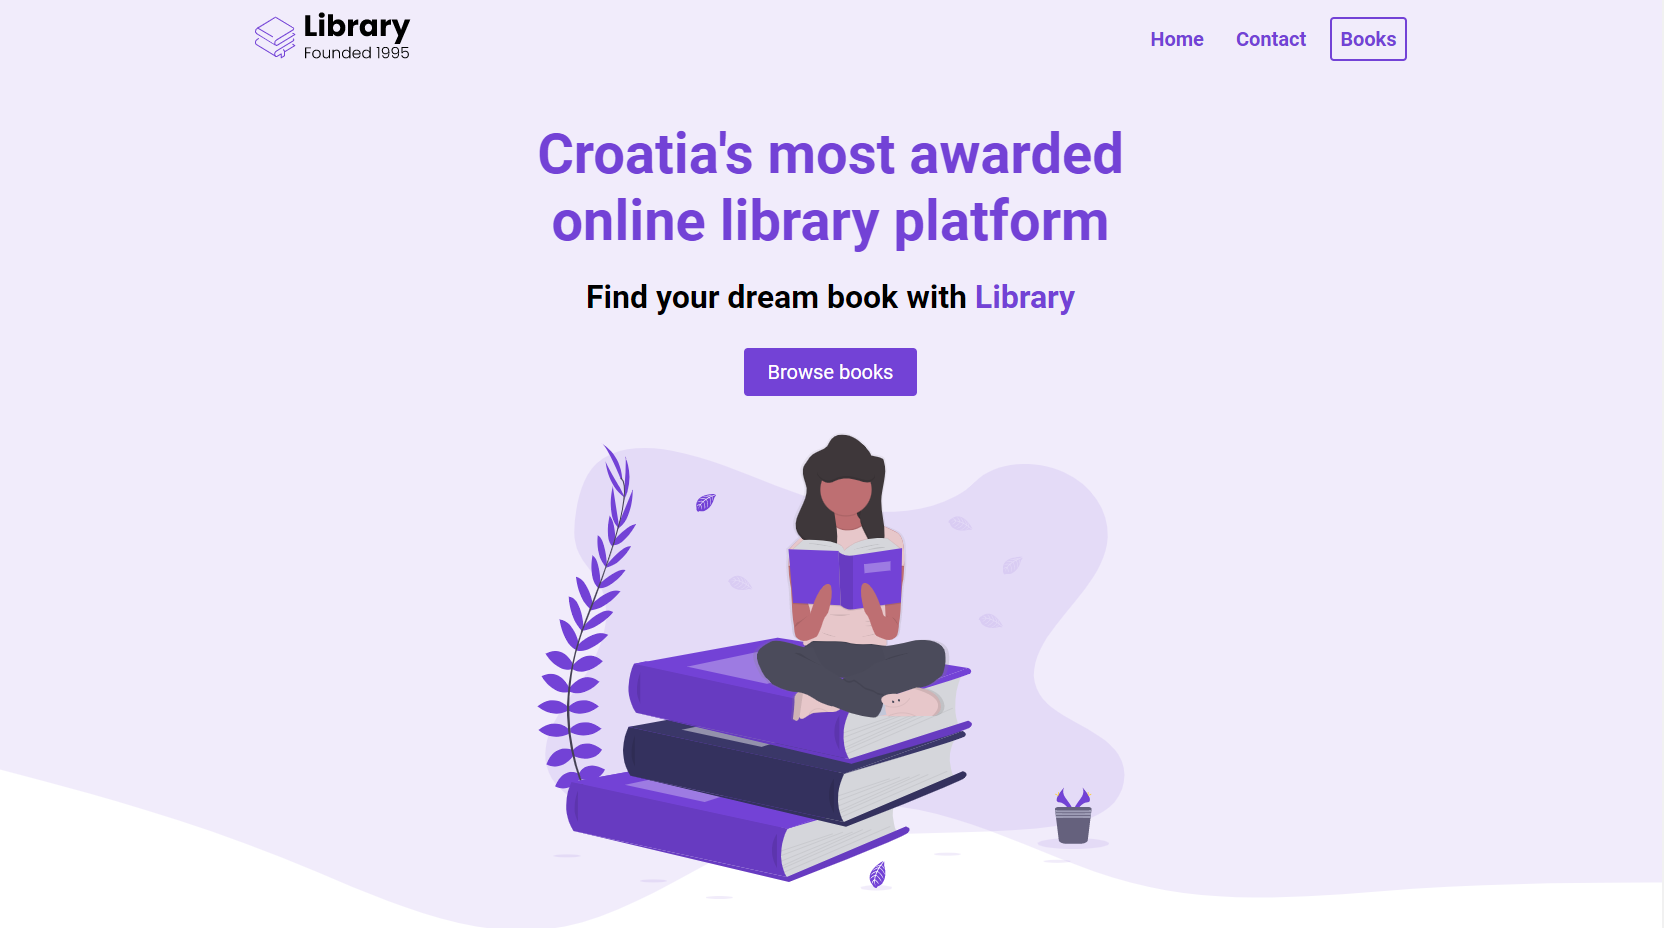 Library
Founded 1995
Home
Contact
Books
Croatia's most awarded
online library platform
Find your dream book with Library
Browse books